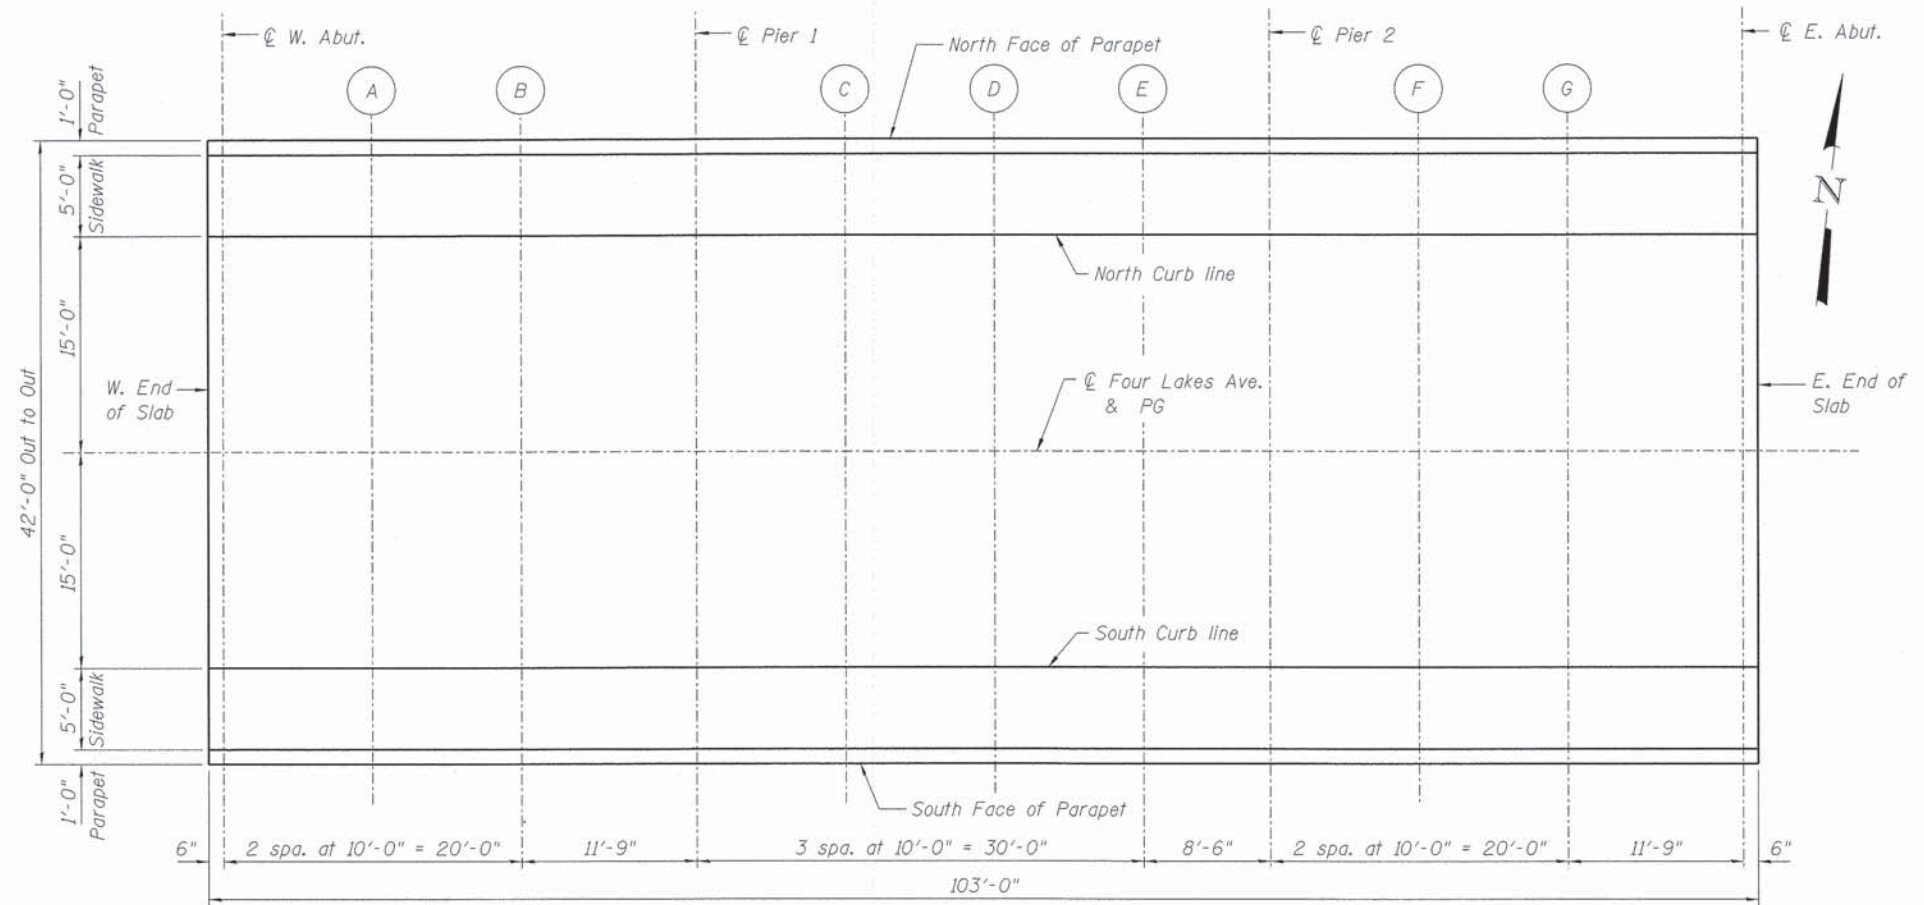 ℄ W. Abut.
℄ Pier 1
North Face of Parapet
℄ Pier 2
℄ E. Abut.
A
B
C
D
E
F
G
N
1'-0"
Parapet
5'-0"
Sidewalk
15'-0"
North Curb line
42'-0" Out to Out
W. End
of Slab
℄ Four Lakes Ave.
& PG
E. End of
Slab
15'-0"
South Curb line
5'-0"
Sidewalk
1'-0"
Parapet
South Face of Parapet
6"
2 spa. at 10'-0" = 20'-0"
11'-9"
3 spa. at 10'-0" = 30'-0"
8'-6"
2 spa. at 10'-0" = 20'-0"
11'-9"
6"
103'-0"